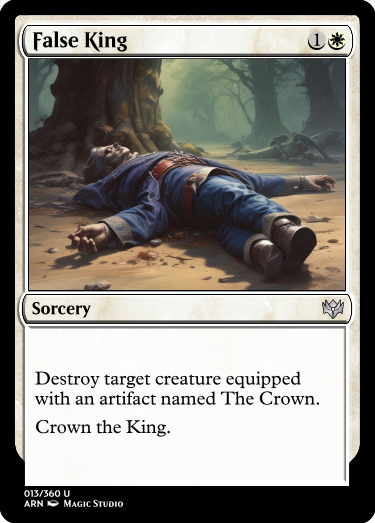 False King 1
Sorcery
Destroy target creature equipped
with an artifact named The Crown.
Crown the King.
013/360 U
ARN Magic Studio